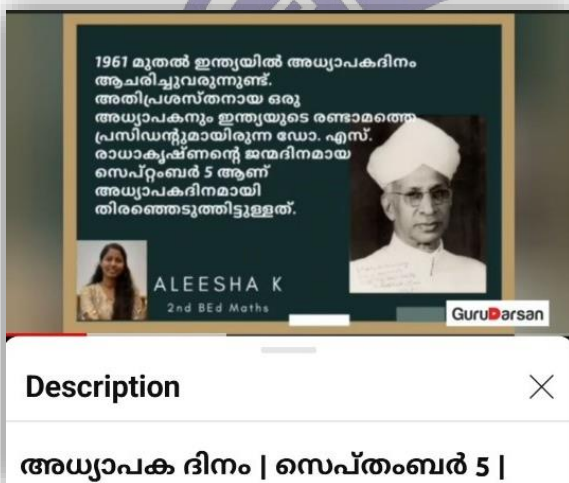 1961 മുതൽ ഇന്ത്യയിൽ അധ്യാപകദിനം
ആചരിച്ചുവരുന്നുണ്ട്.
അതിപ്രശസ്തനായ ഒരു
അധ്യാപകനും ഇന്ത്യയുടെ രണ്ടാമത്തെ
പ്രസിഡന്റുമായിരുന്ന ഡോ. എസ്.
രാധാകൃഷ്ണന്റെ ജന്മദിനമായ
സെപ്റ്റംബർ 5 ആണ്
അധ്യാപകദിനമായി
തിരഞ്ഞെടുത്തിട്ടുള്ളത്.
ALEESHA K
2nd BEd Maths
GuruDarsan
Description
അധ്യാപക ദിനം | സെപ്തംബർ 5 |